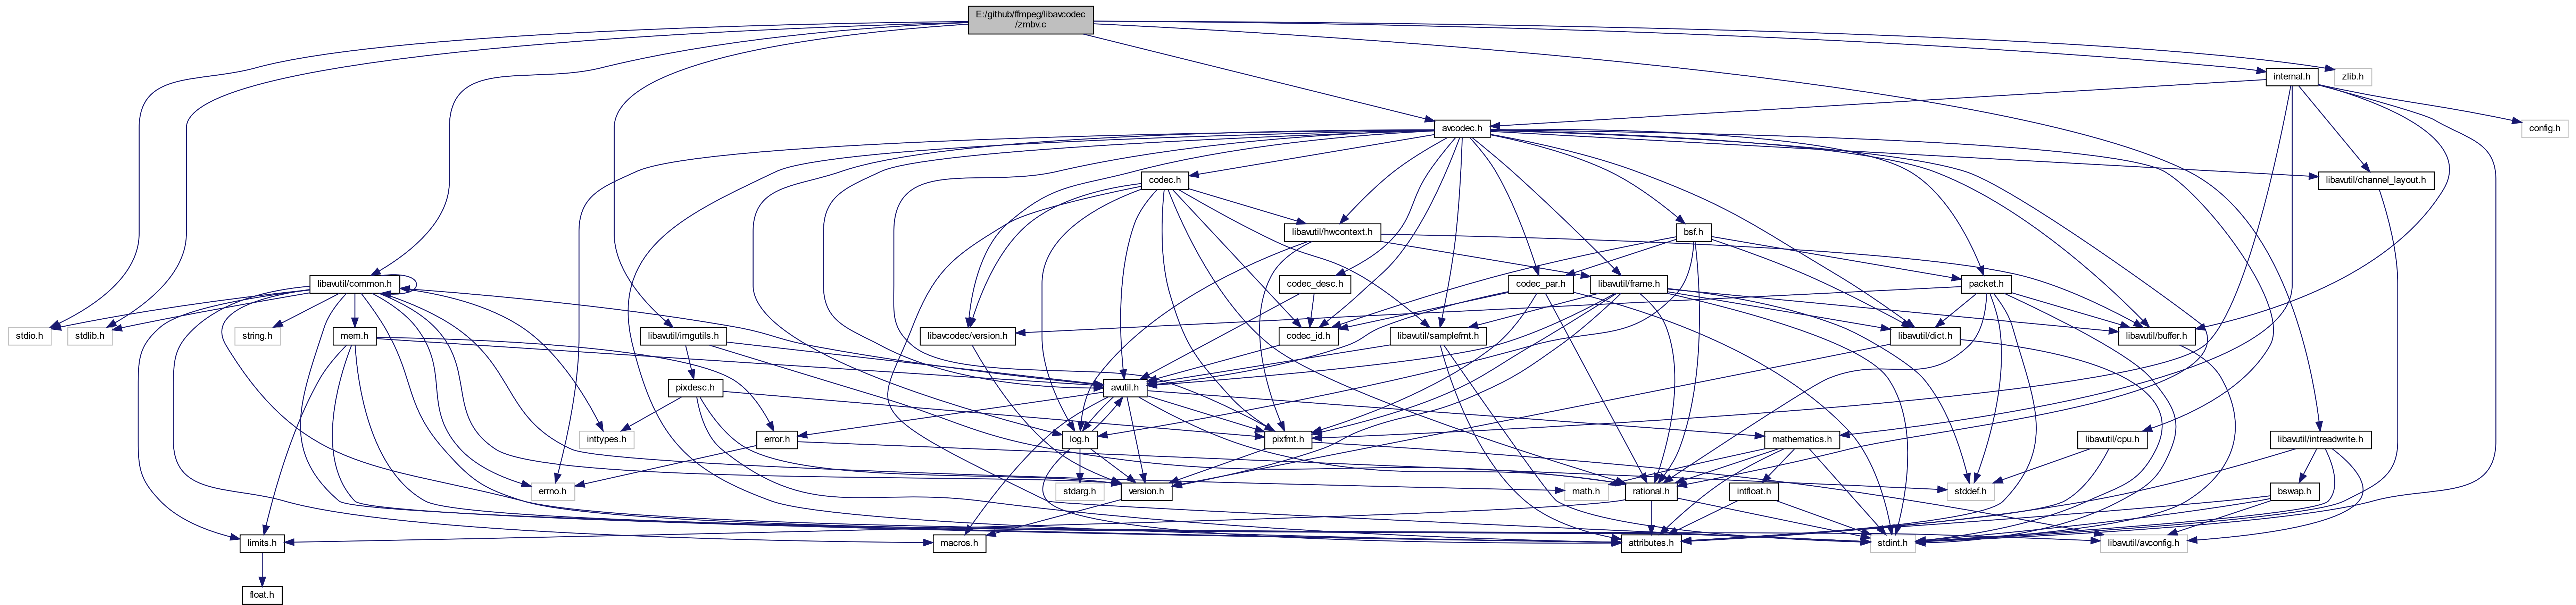 E:/github/ffmpeg/libavcodec
/zmbv.c
internal.h
zlib.h
avcodec.h
config.h
codec.h
libavutil/channel_layout.h
libavutil/hwcontext.h
bsf.h
libavutil/common.h
codec_desc.h
codec_par.h
libavutil/frame.h
packet.h
stdio.h
stdlib.h
string.h
mem.h
libavutil/imgutils.h
libavcodec/version.h
codec_id.h
libavutil/samplefmt.h
libavutil/dict.h
libavutil/buffer.h
pixdesc.h
avutil.h
inttypes.h
error.h
log.h
pixfmt.h
mathematics.h
libavutil/cpu.h
libavutil/intreadwrite.h
errno.h
stdarg.h
version.h
math.h
rational.h
intfloat.h
stddef.h
bswap.h
limits.h
macros.h
attributes.h
stdint.h
libavutil/avconfig.h
float.h